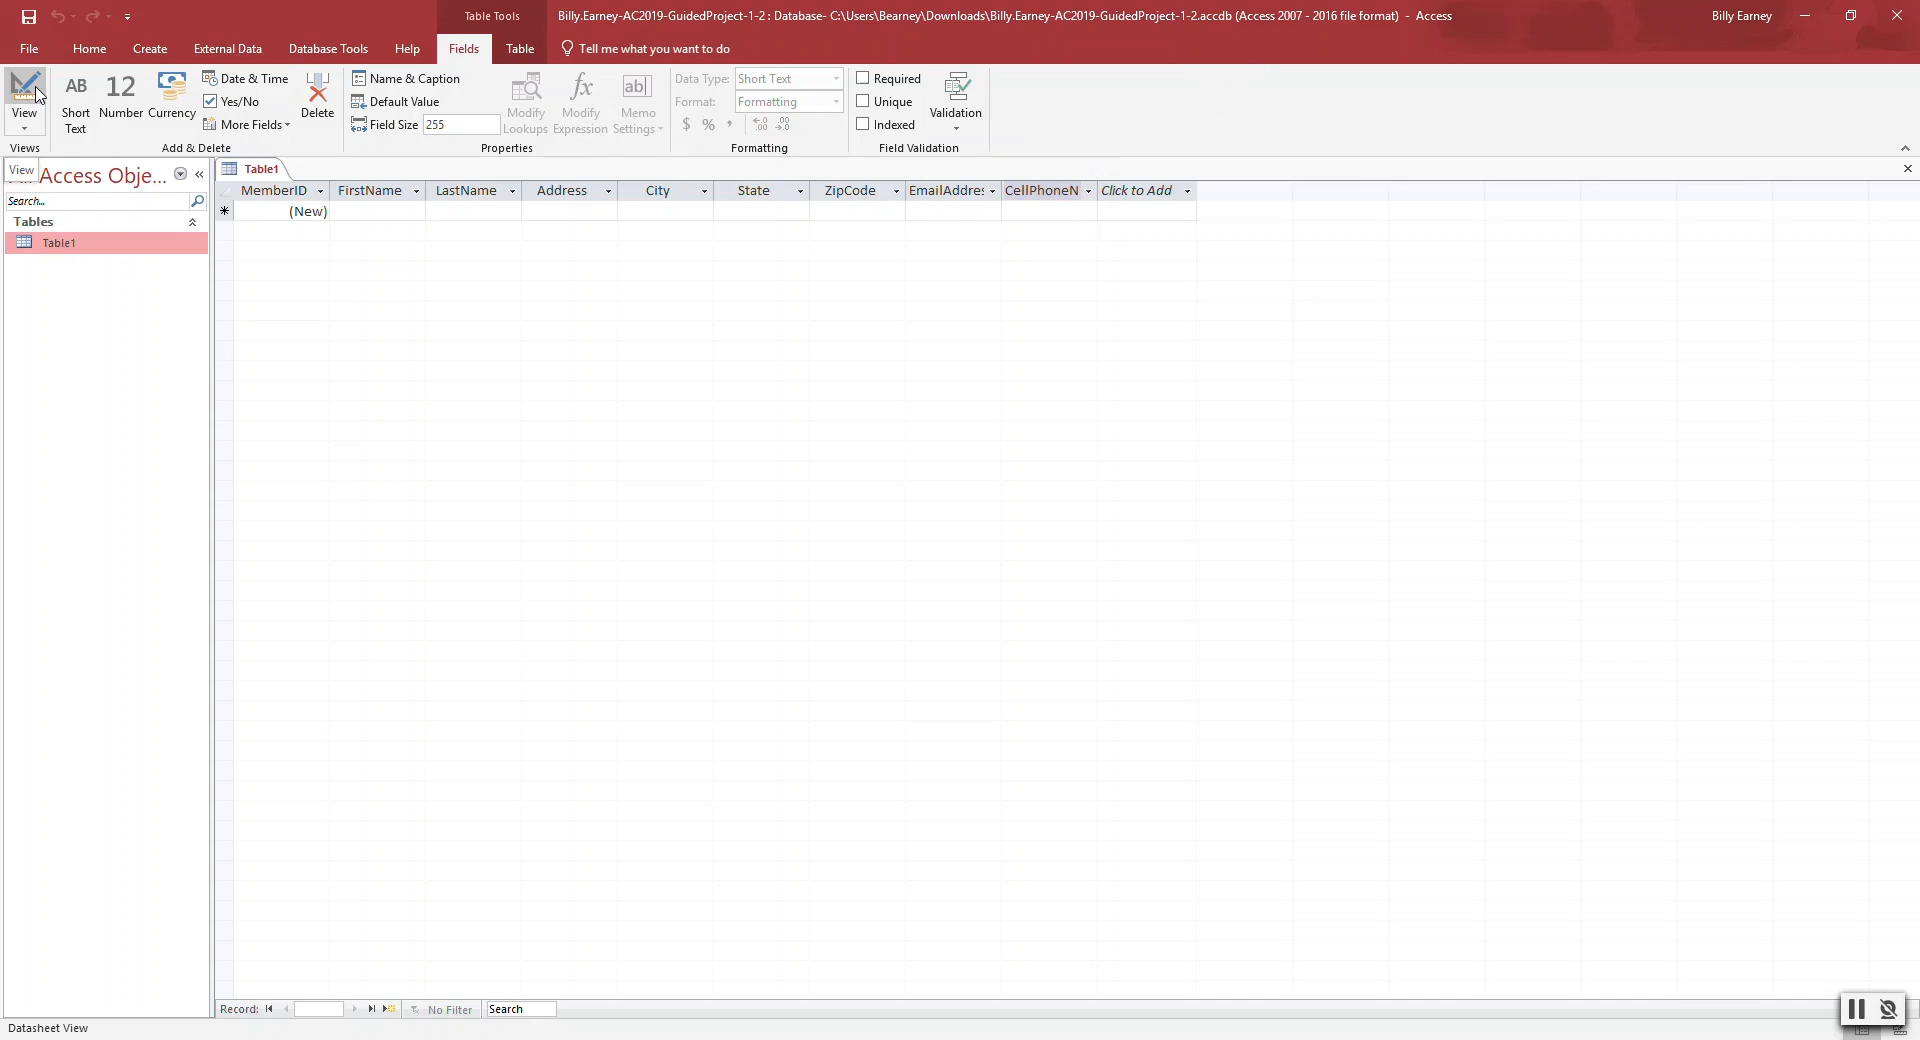 Table Tools
Billy.Earney-AC2019-GuidedProject-1-2 : Database- C:\Users\Bearney\Downloads\Billy.Earney-AC2019-GuidedProject-1-2.accdb (Access 2007 - 2016 file format) - Access
Billy Earney
File Home Create External Data Database Tools Help Fields Table Tell me what you want to do
View
Views
AB
Short
Text
12
Number
Currency
Date & Time
Yes/No
More Fields
Delete
Add & Delete
Name & Caption
Default Value
Field Size 255
Modify
Lookups
fx
Modify
Expression
ab
Memo
Settings
Properties
Data Type: Short Text
Format: Formatting
$ % , .00 .00
Formatting
Required
Unique
Indexed
Validation
Field Validation
View
Access Obje...
Search...
Tables
Table1
Table1
MemberID FirstName LastName Address City State ZipCode EmailAddres CellPhoneN Click to Add
* (New)
Record: No Filter Search
Datasheet View